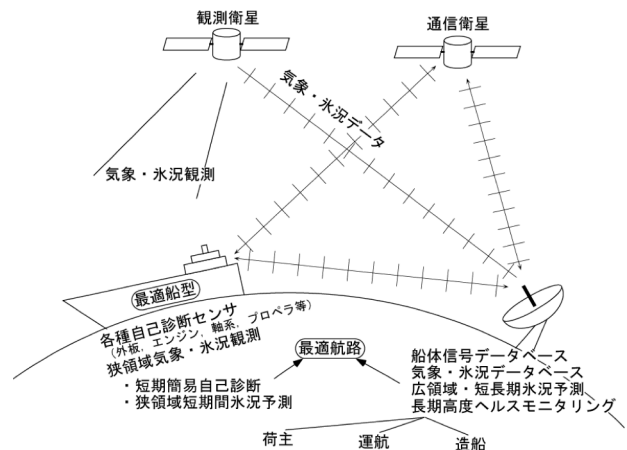 観測衛星
通信衛星
気象・氷況データ
気象・氷況観測
最適船型
各種自己診断センサ
(外板，エンジン，軸系，プロペラ等)
狭領域気象・氷況観測
・短期簡易自己診断
・狭領域短期間氷況予測
最適航路
船体信号データベース
気象・氷況データベース
広領域・短長期氷況予測
長期高度ヘルスモニタリング
荷主
運航
造船